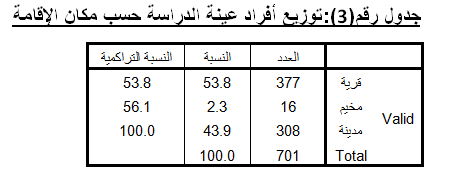 جدول رقم(3):توزيع أفراد عينة الدراسة حسب مكان الإقامة
العدد النسبة النسبة التراكمية
Valid قرية 377 53.8 53.8
مخيم 16 2.3 56.1
مدينة 308 43.9 100.0
Total 701 100.0